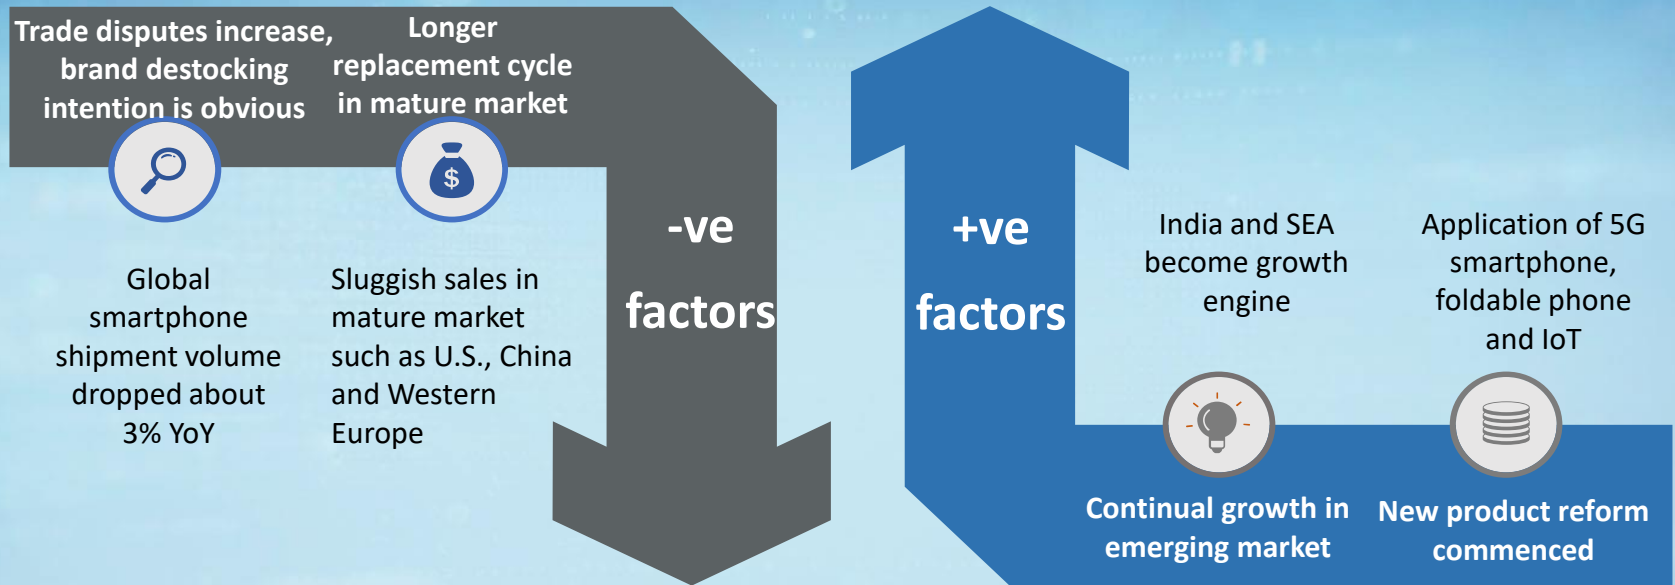 Trade disputes increase,
brand destocking
intention is obvious
Longer
replacement cycle
in mature market
$
Global
smartphone
shipment volume
dropped about
3% YoY
Sluggish sales in
mature market
such as U.S., China
and Western
Europe
-ve
factors
+ve
factors
India and SEA
become growth
engine
Application of 5G
smartphone,
foldable phone
and IoT
Continual growth in
emerging market
New product reform
commenced